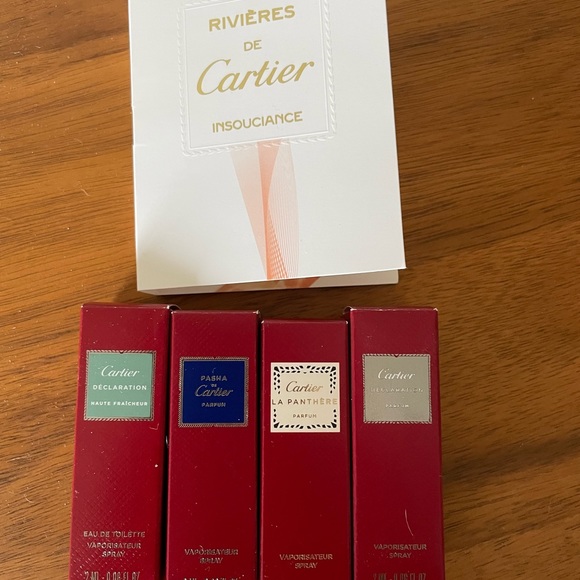 RIVIÈRES
DE
Cartier
INSOUCIANCE
Cartier
DÉCLARATION
HAUTE FRAÎCHEUR
EAU DE TOILETTE
VAPORISATEUR
SPRAY
PASHA
DE
Cartier
PARFUM
VAPORISATEUR
SPRAY
Cartier
LA PANTHÈRE
PARFUM
VAPORISATEUR
SPRAY
Cartier
PARFUM
VAPORISATEUR
SPRAY